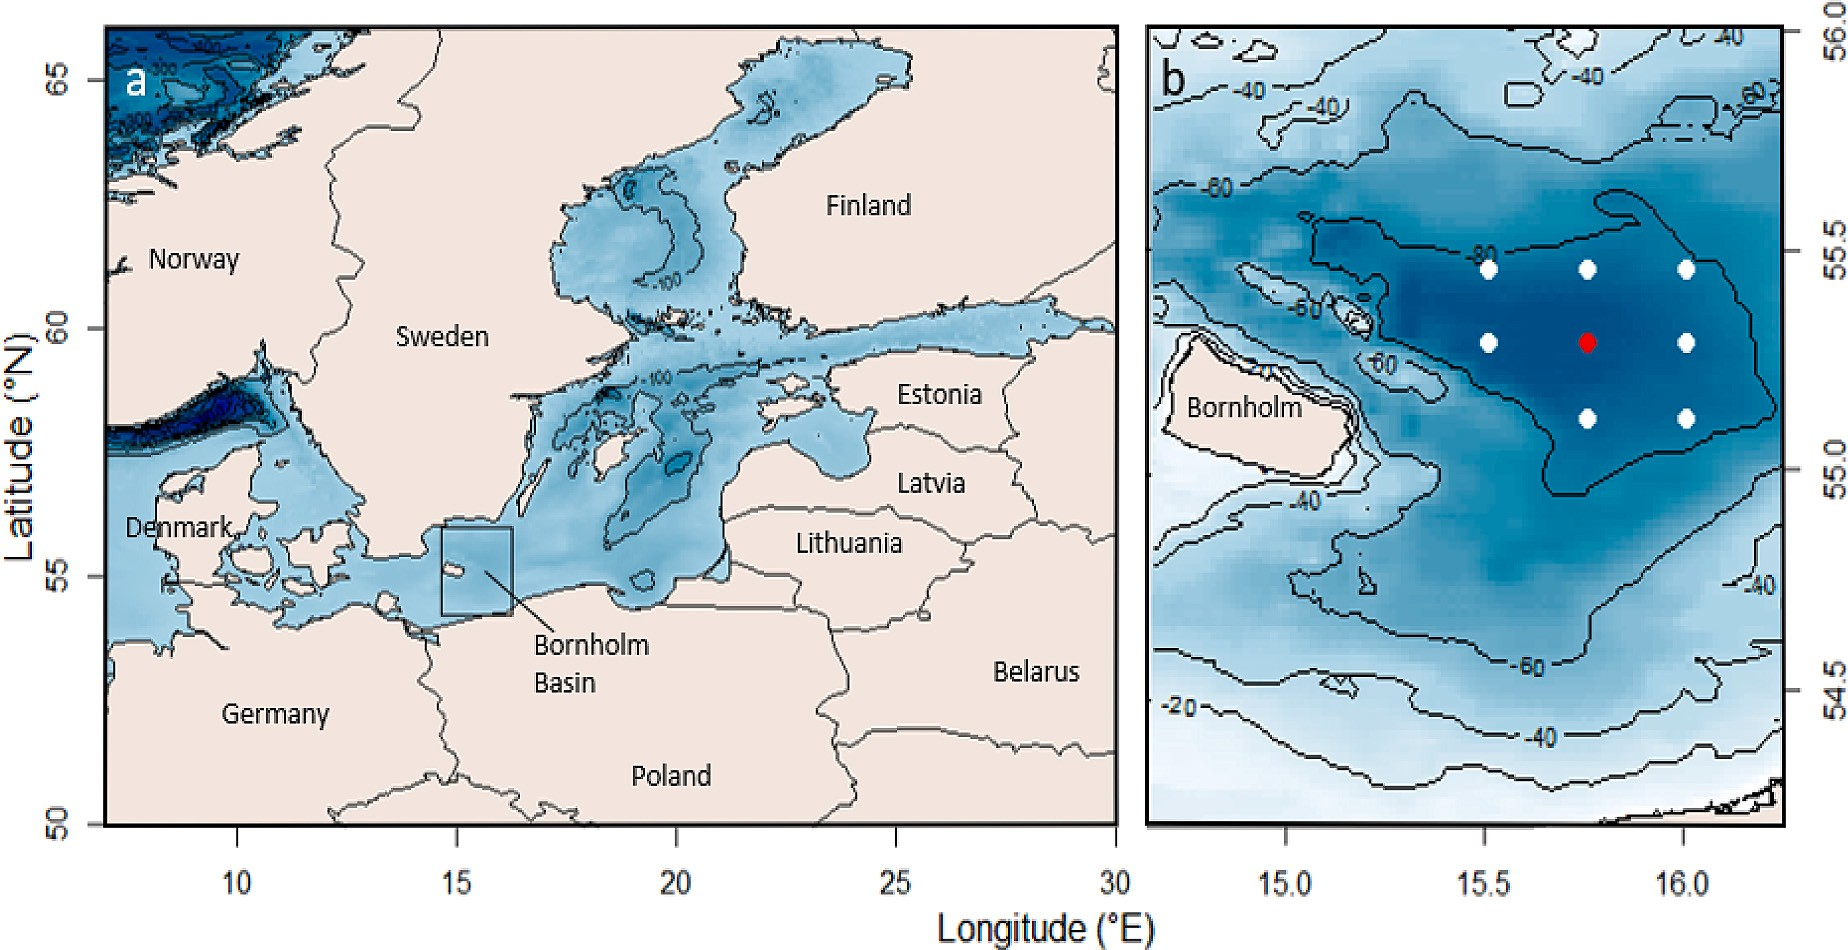 a
-300
-300
65
60
55
50
Latitude (°N)
Norway
Sweden
Finland
-100
-100
Estonia
Latvia
Lithuania
Denmark
Bornholm
Basin
Belarus
Germany
Poland
10
15
20
25
30
Longitude (°E)
b
-40
-40
-40
-40
-60
60
-80
-60
-60
Bornholm
-40
-40
-60
-20
-40
56.0
55.5
55.0
54.5
15.0
15.5
16.0